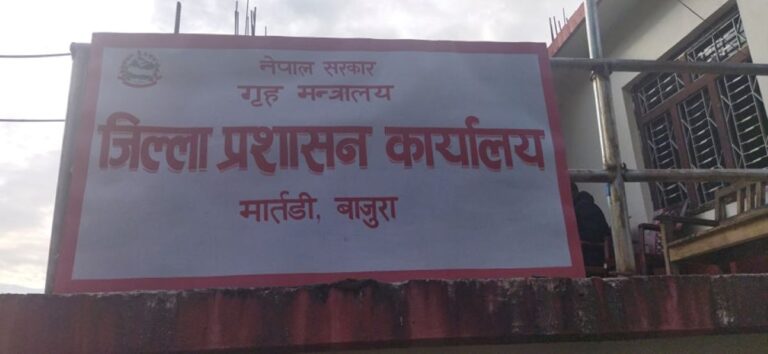 नेपाल सरकार
गृह मन्त्रालय
जिल्ला प्रशासन कार्यालय
मार्तडी, बाजुरा